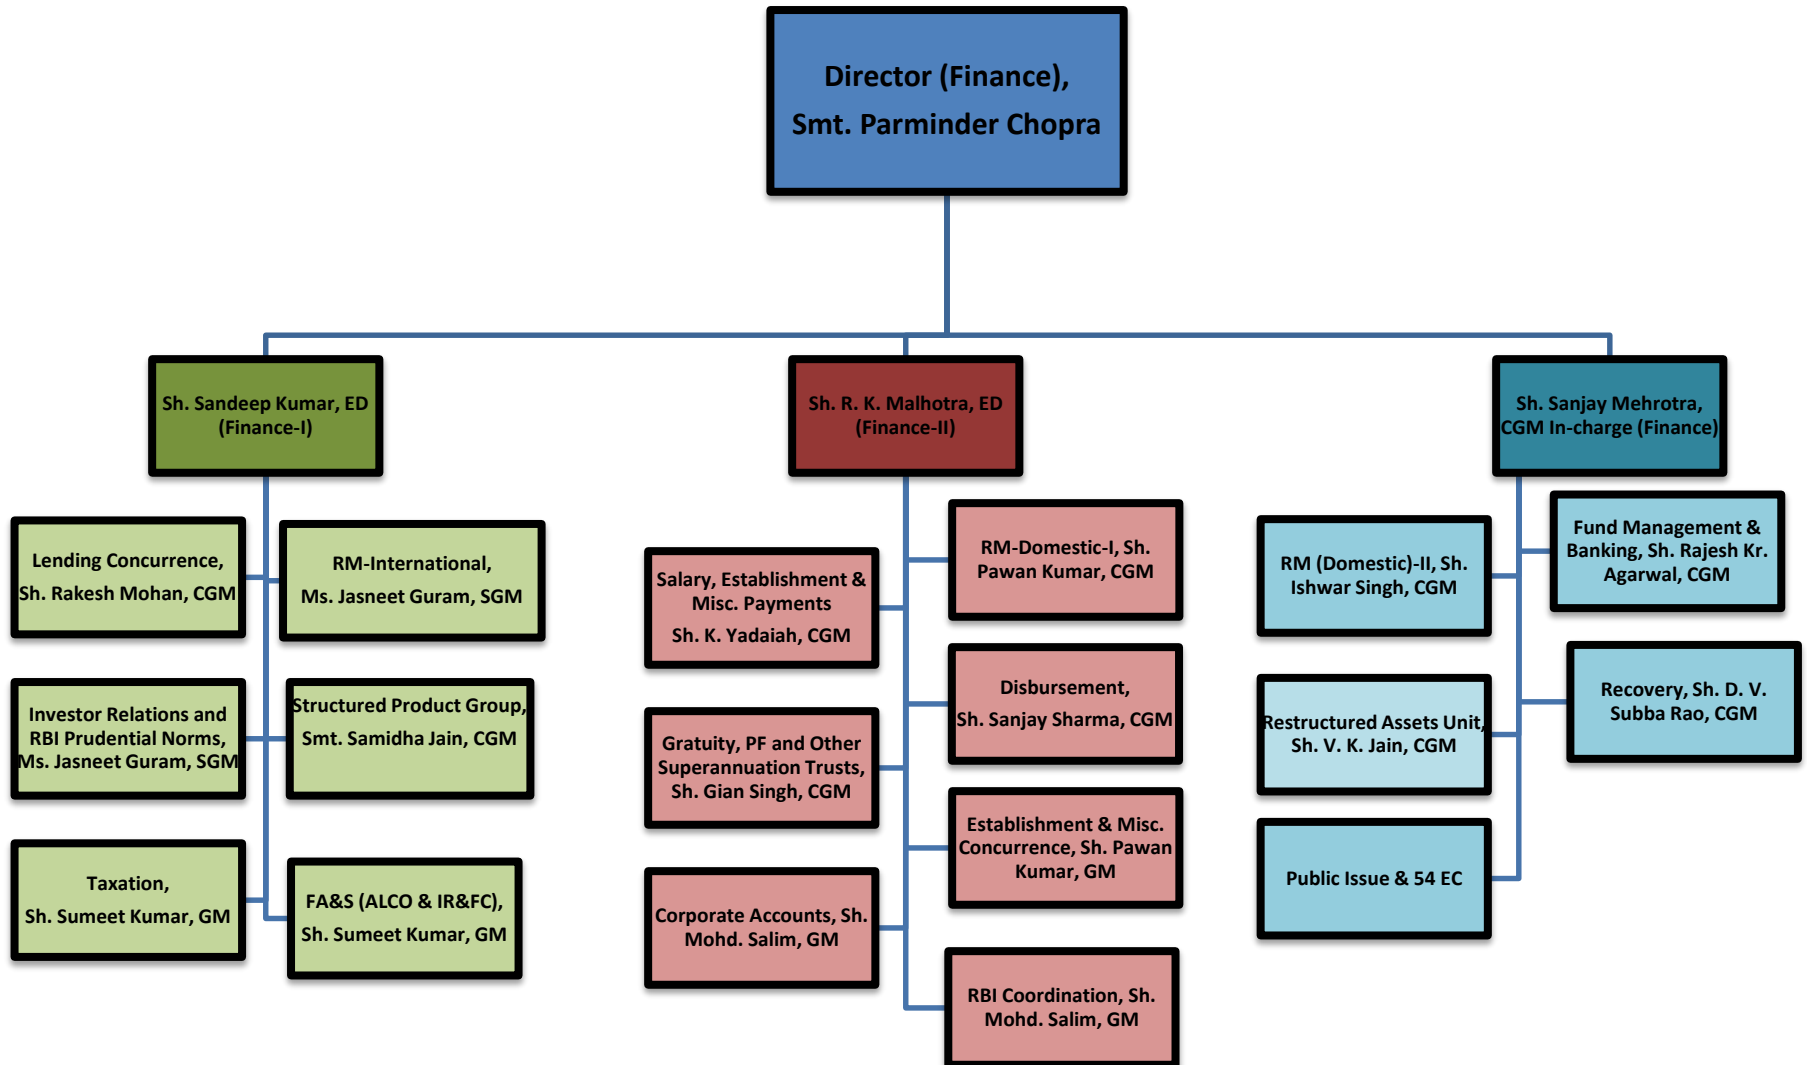 Director (Finance),
Smt. Parminder Chopra
Sh. Sandeep Kumar, ED
(Finance-I)
Sh. R. K. Malhotra, ED
(Finance-II)
Sh. Sanjay Mehrotra,
CGM In-charge (Finance)
Lending Concurrence,
Sh. Rakesh Mohan, CGM
RM-International,
Ms. Jasneet Guram, SGM
Investor Relations and
RBI Prudential Norms,
Ms. Jasneet Guram, SGM
Structured Product Group,
Smt. Samidha Jain, CGM
Taxation,
Sh. Sumeet Kumar, GM
FA&S (ALCO & IR&FC),
Sh. Sumeet Kumar, GM
Salary, Establishment &
Misc. Payments
Sh. K. Yadaiah, CGM
RM-Domestic-I, Sh.
Pawan Kumar, CGM
Gratuity, PF and Other
Superannuation Trusts,
Sh. Gian Singh, CGM
Disbursement,
Sh. Sanjay Sharma, CGM
Corporate Accounts, Sh.
Mohd. Salim, GM
Establishment & Misc.
Concurrence, Sh. Pawan
Kumar, GM
RBI Coordination, Sh.
Mohd. Salim, GM
RM (Domestic)-II, Sh.
Ishwar Singh, CGM
Fund Management &
Banking, Sh. Rajesh Kr.
Agarwal, CGM
Restructured Assets Unit,
Sh. V. K. Jain, CGM
Recovery, Sh. D. V.
Subba Rao, CGM
Public Issue & 54 EC